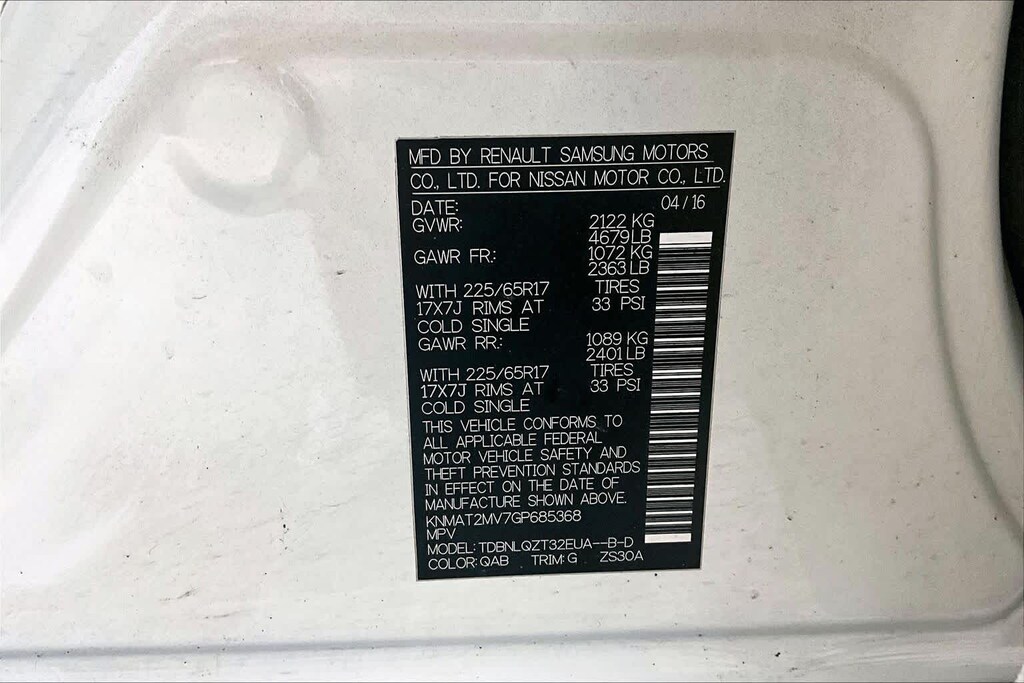 MFD BY RENAULT SAMSUNG MOTORS
CO., LTD. FOR NISSAN MOTOR CO., LTD.
DATE: 04/16
GVWR: 2122 KG
4679 LB
GAWR FR.: 1072 KG
2363 LB
WITH 225/65R17 TIRES
17X7J RIMS AT 33 PSI
COLD SINGLE
GAWR RR.: 1089 KG
2401 LB
WITH 225/65R17 TIRES
17X7J RIMS AT 33 PSI
COLD SINGLE
THIS VEHICLE CONFORMS TO
ALL APPLICABLE FEDERAL
MOTOR VEHICLE SAFETY AND
THEFT PREVENTION STANDARDS
IN EFFECT ON THE DATE OF
MANUFACTURE SHOWN ABOVE.
KNMAT2MV7GP685368
MPV
MODEL: TDBNLQZT32EUA--B-D
COLOR: QAB TRIM: G ZS30A